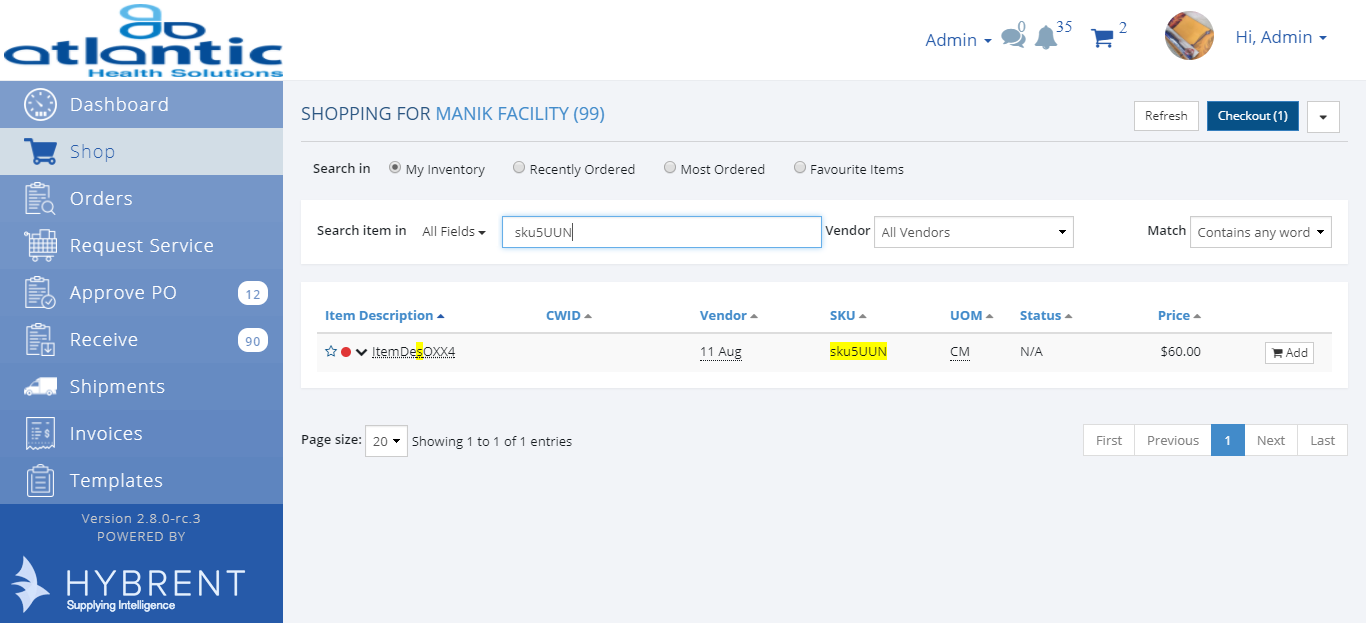 atlantic
Health Solutions
Admin
0
35
2
Hi, Admin
Dashboard
Shop
Orders
Request Service
Approve PO 12
Receive 90
Shipments
Invoices
Templates
Version 2.8.0-rc.3
POWERED BY
HYBRENT
Supplying Intelligence
SHOPPING FOR MANIK FACILITY (99)
Refresh
Checkout (1)
Search in My Inventory Recently Ordered Most Ordered Favourite Items
Search item in All Fields sku5UUN Vendor All Vendors Match Contains any word
Item Description CWID Vendor SKU UOM Status Price
ItemDesOXX4 11 Aug sku5UUN CM N/A $60.00 Add
Page size: 20 Showing 1 to 1 of 1 entries
First Previous 1 Next Last